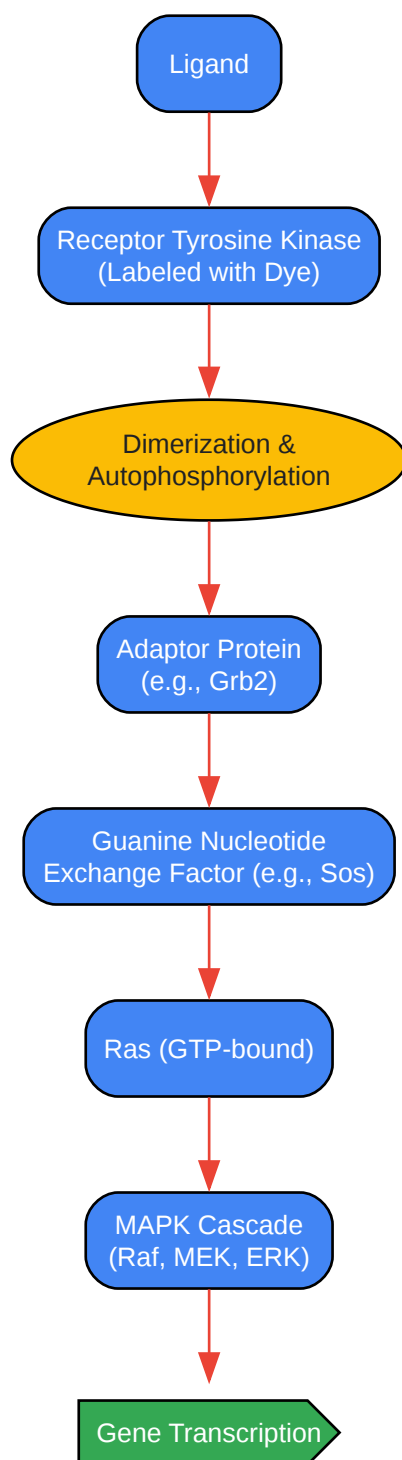 Ligand
Receptor Tyrosine Kinase
(Labeled with Dye)
Dimerization &
Autophosphorylation
Adaptor Protein
(e.g., Grb2)
Guanine Nucleotide
Exchange Factor (e.g., Sos)
Ras (GTP-bound)
MAPK Cascade
(Raf, MEK, ERK)
Gene Transcription